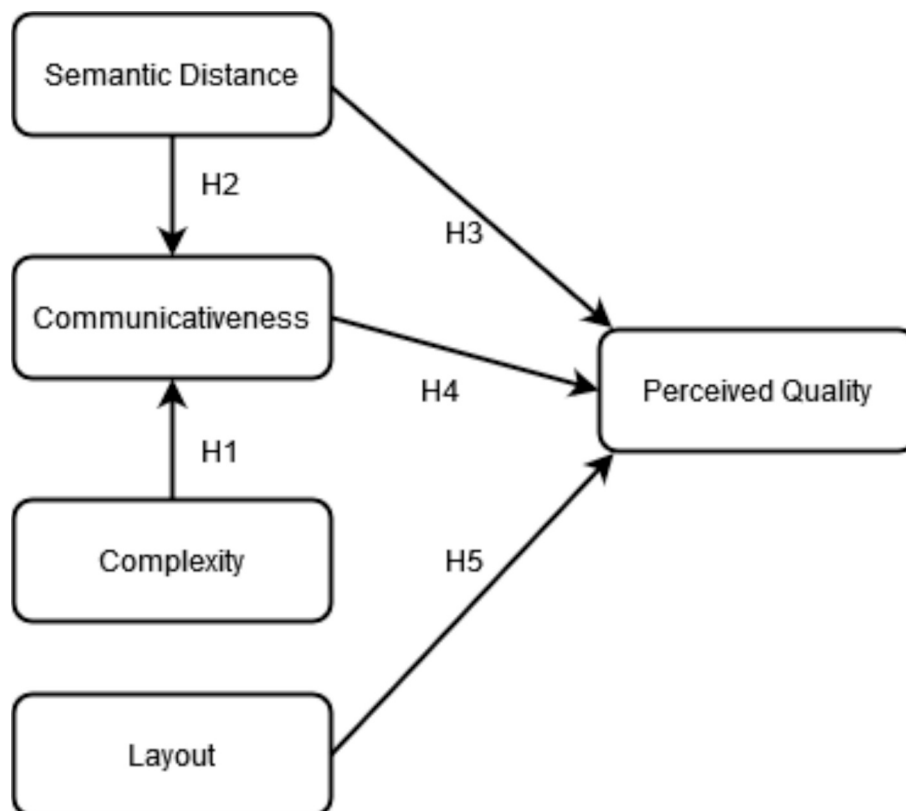 Semantic Distance
H2
H3
Communicativeness
H4
Perceived Quality
H1
Complexity
H5
Layout